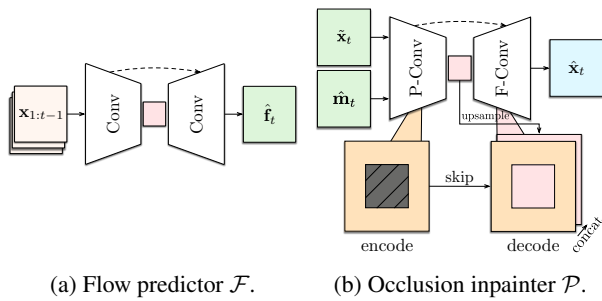 x₁:t−1
Conv
Conv
f̂ₜ
x̃ₜ
m̂ₜ
P-Conv
F-Conv
x̂ₜ
upsample
skip
concat
encode
decode
(a) Flow predictor ℱ.
(b) Occlusion inpainter 𝒫.